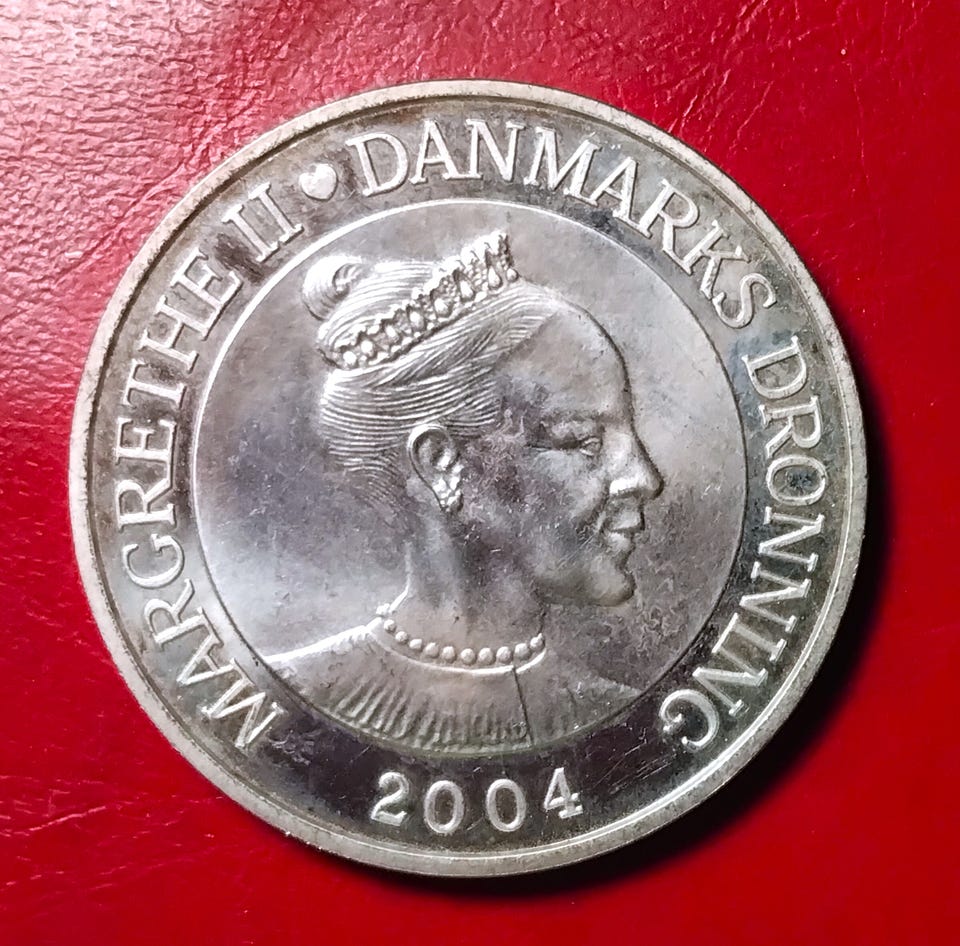 MARGRETHE II ♥ DANMARKS DRONNING
2004